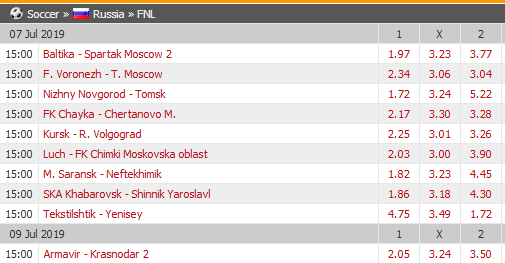 Soccer » Russia » FNL
07 Jul 2019 1 X 2
15:00 Baltika - Spartak Moscow 2 1.97 3.23 3.77
15:00 F. Voronezh - T. Moscow 2.34 3.06 3.04
15:00 Nizhny Novgorod - Tomsk 1.72 3.24 5.22
15:00 FK Chayka - Chertanovo M. 2.17 3.30 3.28
15:00 Kursk - R. Volgograd 2.25 3.01 3.26
15:00 Luch - FK Chimki Moskovska oblast 2.03 3.00 3.90
15:00 M. Saransk - Neftekhimik 1.82 3.23 4.45
15:00 SKA Khabarovsk - Shinnik Yaroslavl 1.86 3.18 4.30
15:00 Tekstilshtik - Yenisey 4.75 3.49 1.72
09 Jul 2019 1 X 2
15:00 Armavir - Krasnodar 2 2.05 3.24 3.50